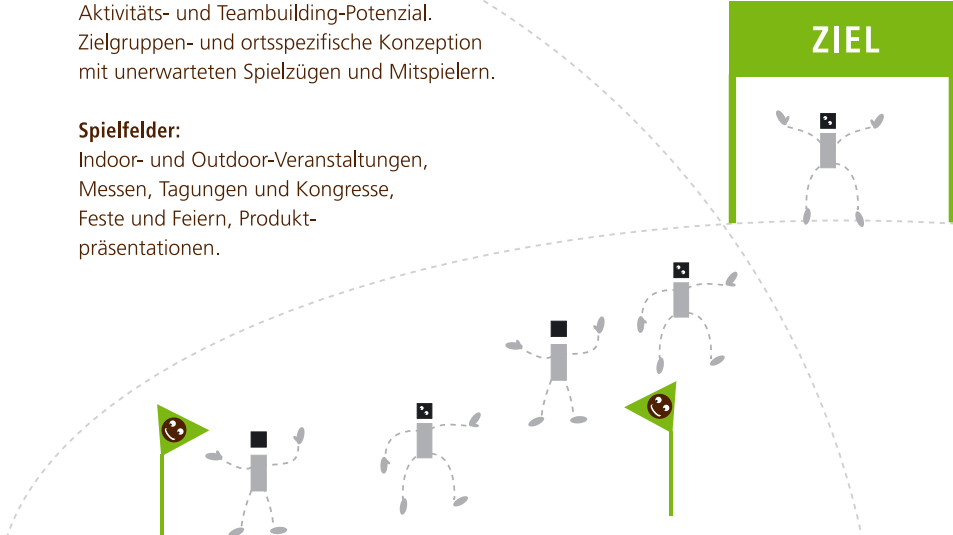 Aktivitäts- und Teambuilding-Potenzial.
Zielgruppen- und ortsspezifische Konzeption
mit unerwarteten Spielzügen und Mitspielern.
Spielfelder:
Indoor- und Outdoor-Veranstaltungen,
Messen, Tagungen und Kongresse,
Feste und Feiern, Produkt-
präsentationen.
ZIEL